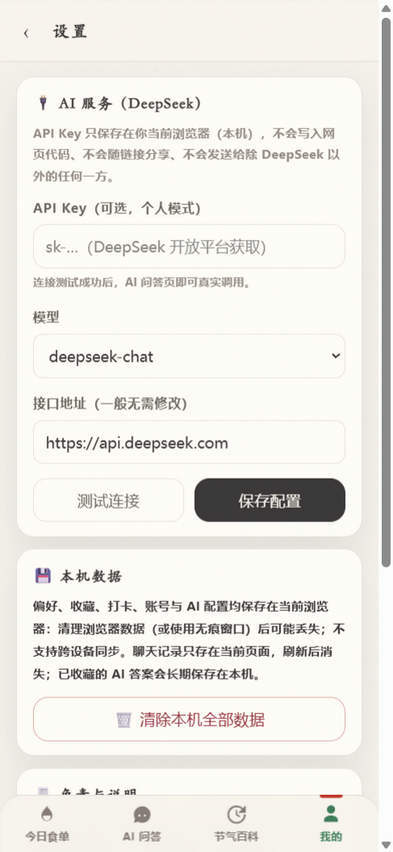 设置
AI 服务（DeepSeek）
API Key 只保存在你当前浏览器（本机），不会写入网
页代码、不会随链接分享、不会发送给除 DeepSeek 以
外的任何一方。
API Key（可选，个人模式）
sk-...（DeepSeek 开放平台获取）
连接测试成功后，AI 问答页即可真实调用。
模型
deepseek-chat
接口地址（一般无需修改）
https://api.deepseek.com
测试连接 保存配置
本机数据
偏好、收藏、打卡、账号与 AI 配置均保存在当前浏览
器：清理浏览器数据（或使用无痕窗口）后可能丢失；不
支持跨设备同步。聊天记录只存在当前页面，刷新后消
失；已收藏的 AI 答案会长期保存在本机。
清除本机全部数据
免责与说明
今日食单 AI 问答 节气百科 我的